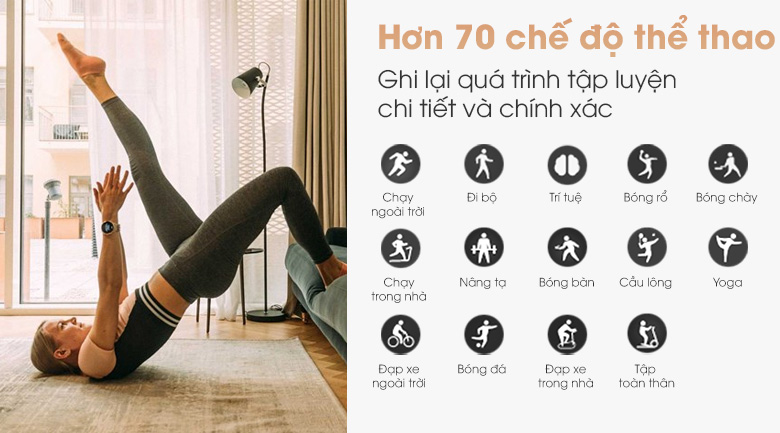 Hơn 70 chế độ thể thao
Ghi lại quá trình tập luyện
chi tiết và chính xác
Chạy
ngoài trời
Đi bộ
Trí tuệ
Bóng rổ
Bóng chày
Chạy
trong nhà
Nâng tạ
Bóng bàn
Cầu lông
Yoga
Đạp xe
ngoài trời
Bóng đá
Đạp xe
trong nhà
Tập
toàn thân